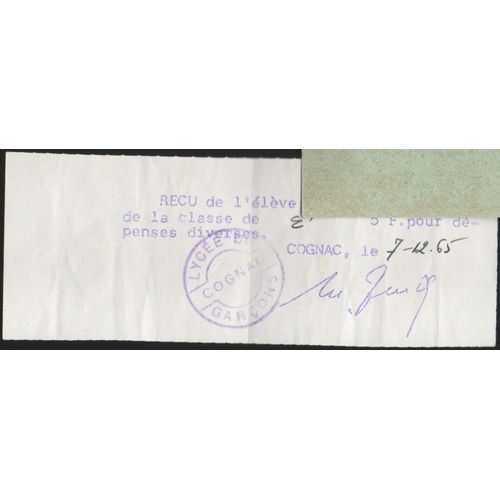 RECU de l'élève
de la classe de 5 F.pour dé-
penses diverses.
COGNAC, le 7-12.65
LYCÉE DE
COGNAC
GARÇONS